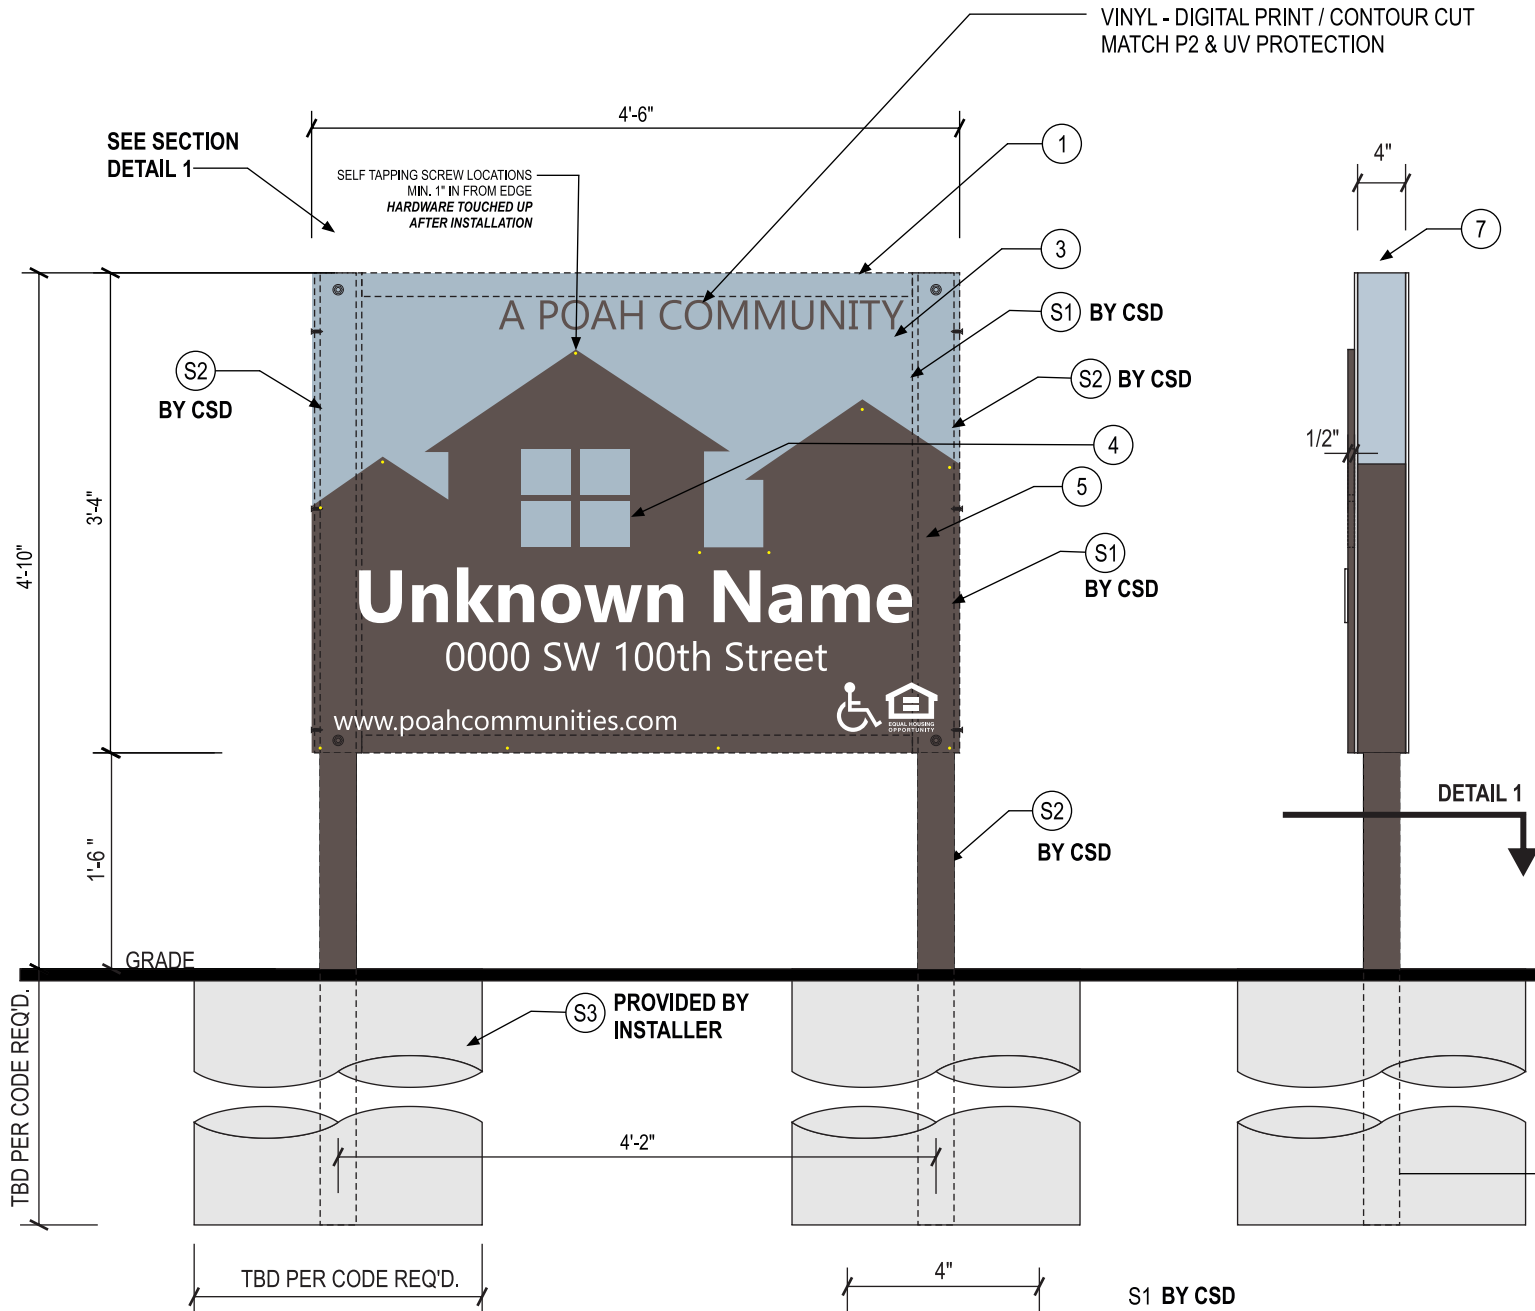 VINYL - DIGITAL PRINT / CONTOUR CUT
MATCH P2 & UV PROTECTION
4'-6"
SEE SECTION
DETAIL 1
1
4"
SELF TAPPING SCREW LOCATIONS
MIN. 1" IN FROM EDGE
HARDWARE TOUCHED UP
AFTER INSTALLATION
7
3
A POAH COMMUNITY
S1 BY CSD
S2
BY CSD
S2 BY CSD
4
1/2"
5
3'-4"
4'-10"
S1
BY CSD
Unknown Name
0000 SW 100th Street
www.poahcommunities.com
EQUAL HOUSING
OPPORTUNITY
DETAIL 1
S2
BY CSD
1'-6 "
GRADE
S3 PROVIDED BY
INSTALLER
TBD PER CODE REQ'D.
4'-2"
TBD PER CODE REQ'D.
4"
S1 BY CSD